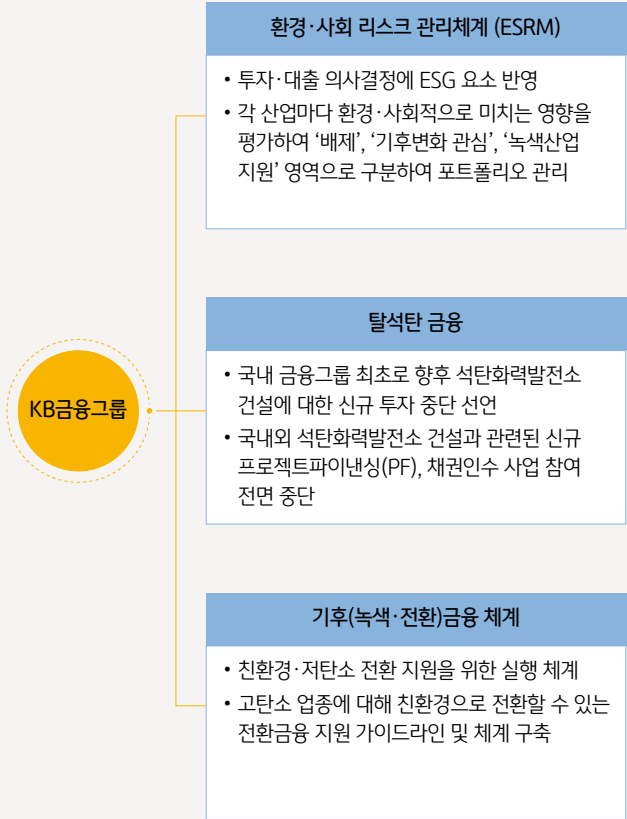 환경·사회 리스크 관리체계 (ESRM)
• 투자·대출 의사결정에 ESG 요소 반영
• 각 산업마다 환경·사회적으로 미치는 영향을
평가하여 ‘배제’, ‘기후변화 관심’, ‘녹색산업
지원’ 영역으로 구분하여 포트폴리오 관리
KB금융그룹
탈석탄 금융
• 국내 금융그룹 최초로 향후 석탄화력발전소
건설에 대한 신규 투자 중단 선언
• 국내외 석탄화력발전소 건설과 관련된 신규
프로젝트파이낸싱(PF), 채권인수 사업 참여
전면 중단
기후(녹색·전환)금융 체계
• 친환경·저탄소 전환 지원을 위한 실행 체계
• 고탄소 업종에 대해 친환경으로 전환할 수 있는
전환금융 지원 가이드라인 및 체계 구축